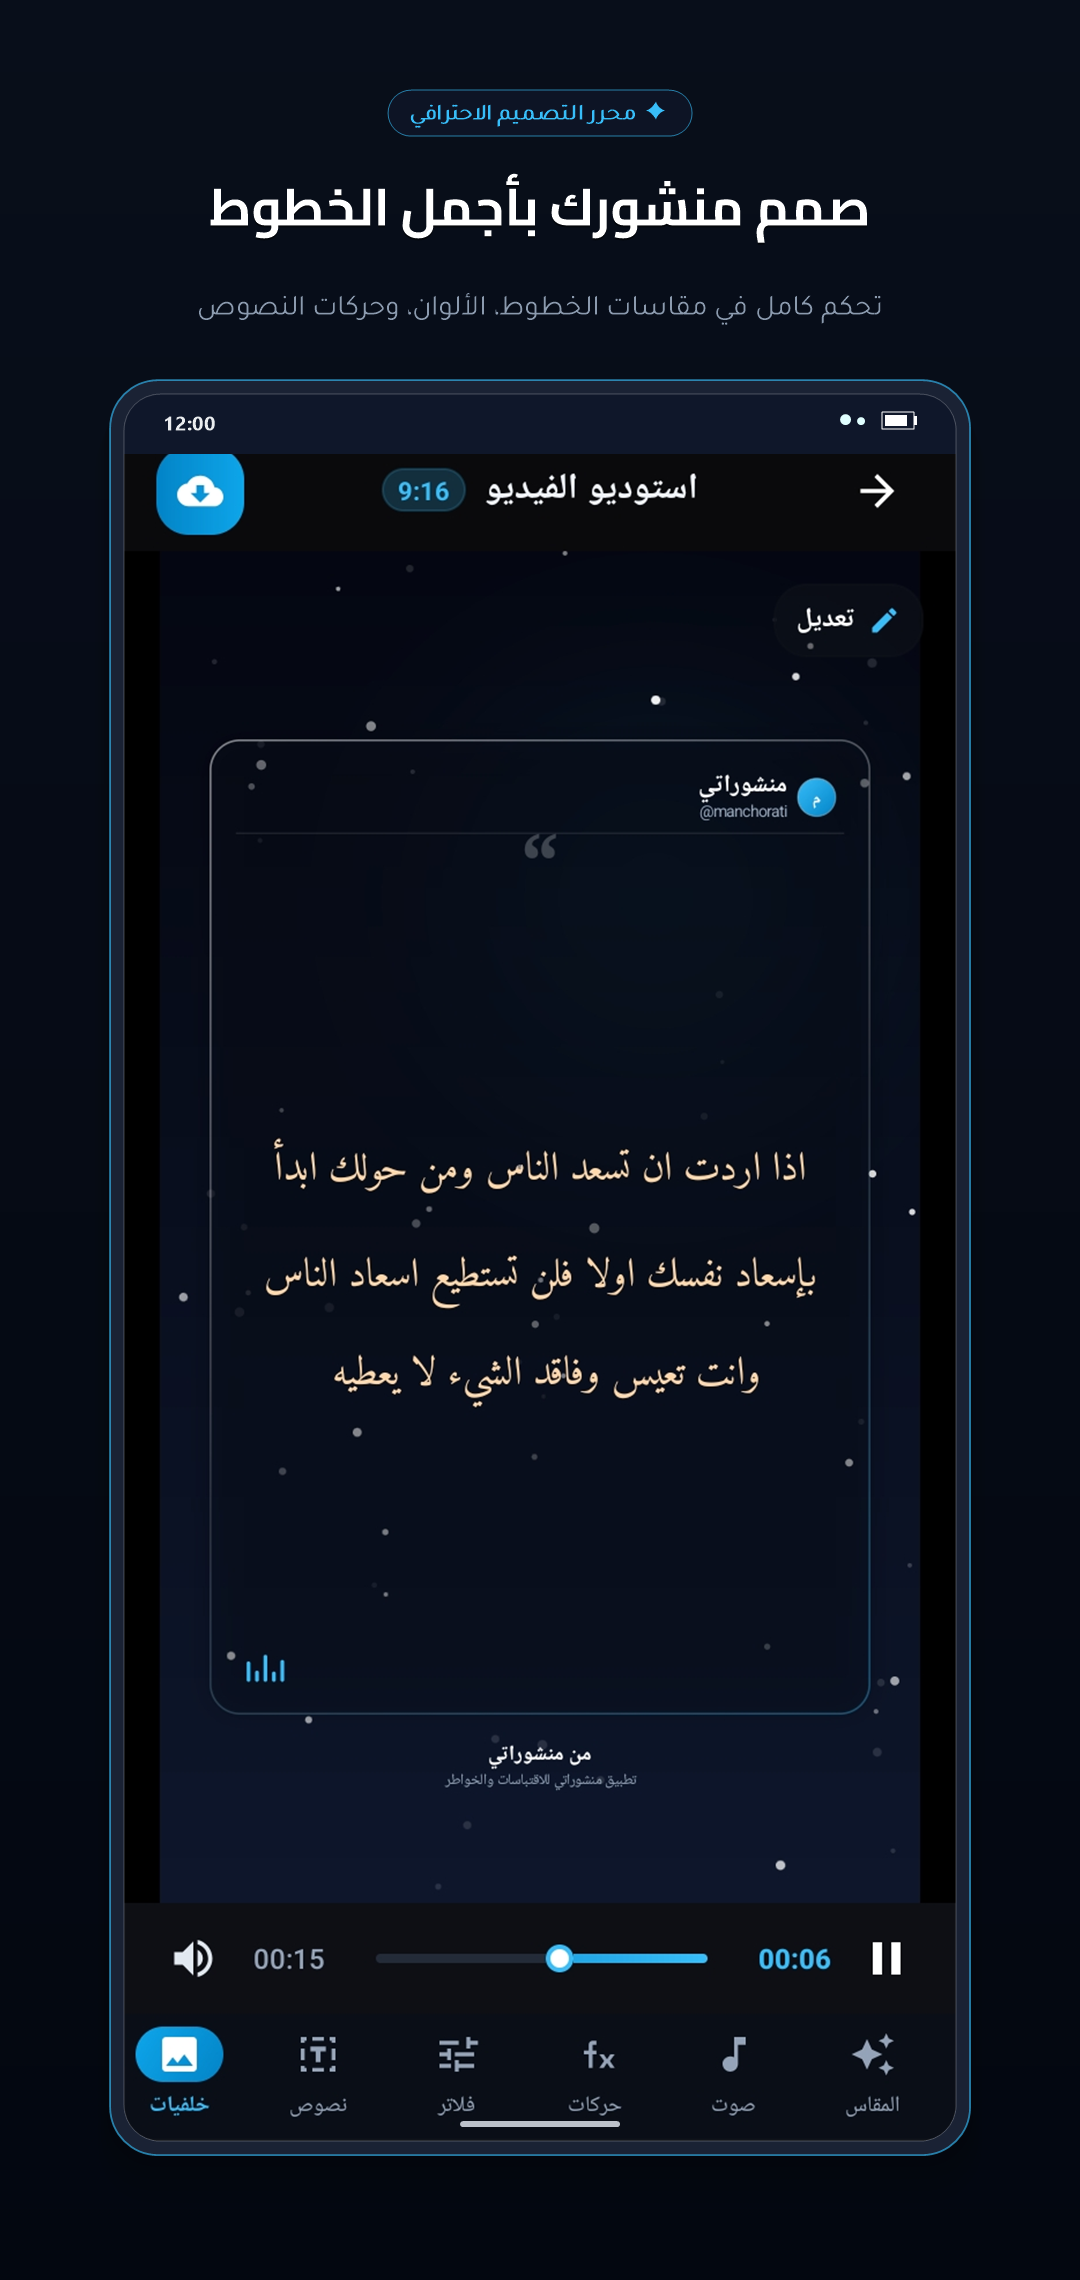 محرر التصميم الاحترافي
صمم منشورك بأجمل الخطوط
تحكم كامل في مقاسات الخطوط، الألوان، وحركات النصوص
12:00
استوديو الفيديو 9:16
تعديل
منشوراتي
م
@manchorati
“
اذا اردت ان تسعد الناس ومن حولك ابدأ
بإسعاد نفسك اولا فلن تستطيع اسعاد الناس
وانت تعيس وفاقد الشيء لا يعطيه
من منشوراتي
تطبيق منشوراتي للاقتباسات والخواطر
00:06 00:15
المقاس صوت حركات فلاتر نصوص خلفيات